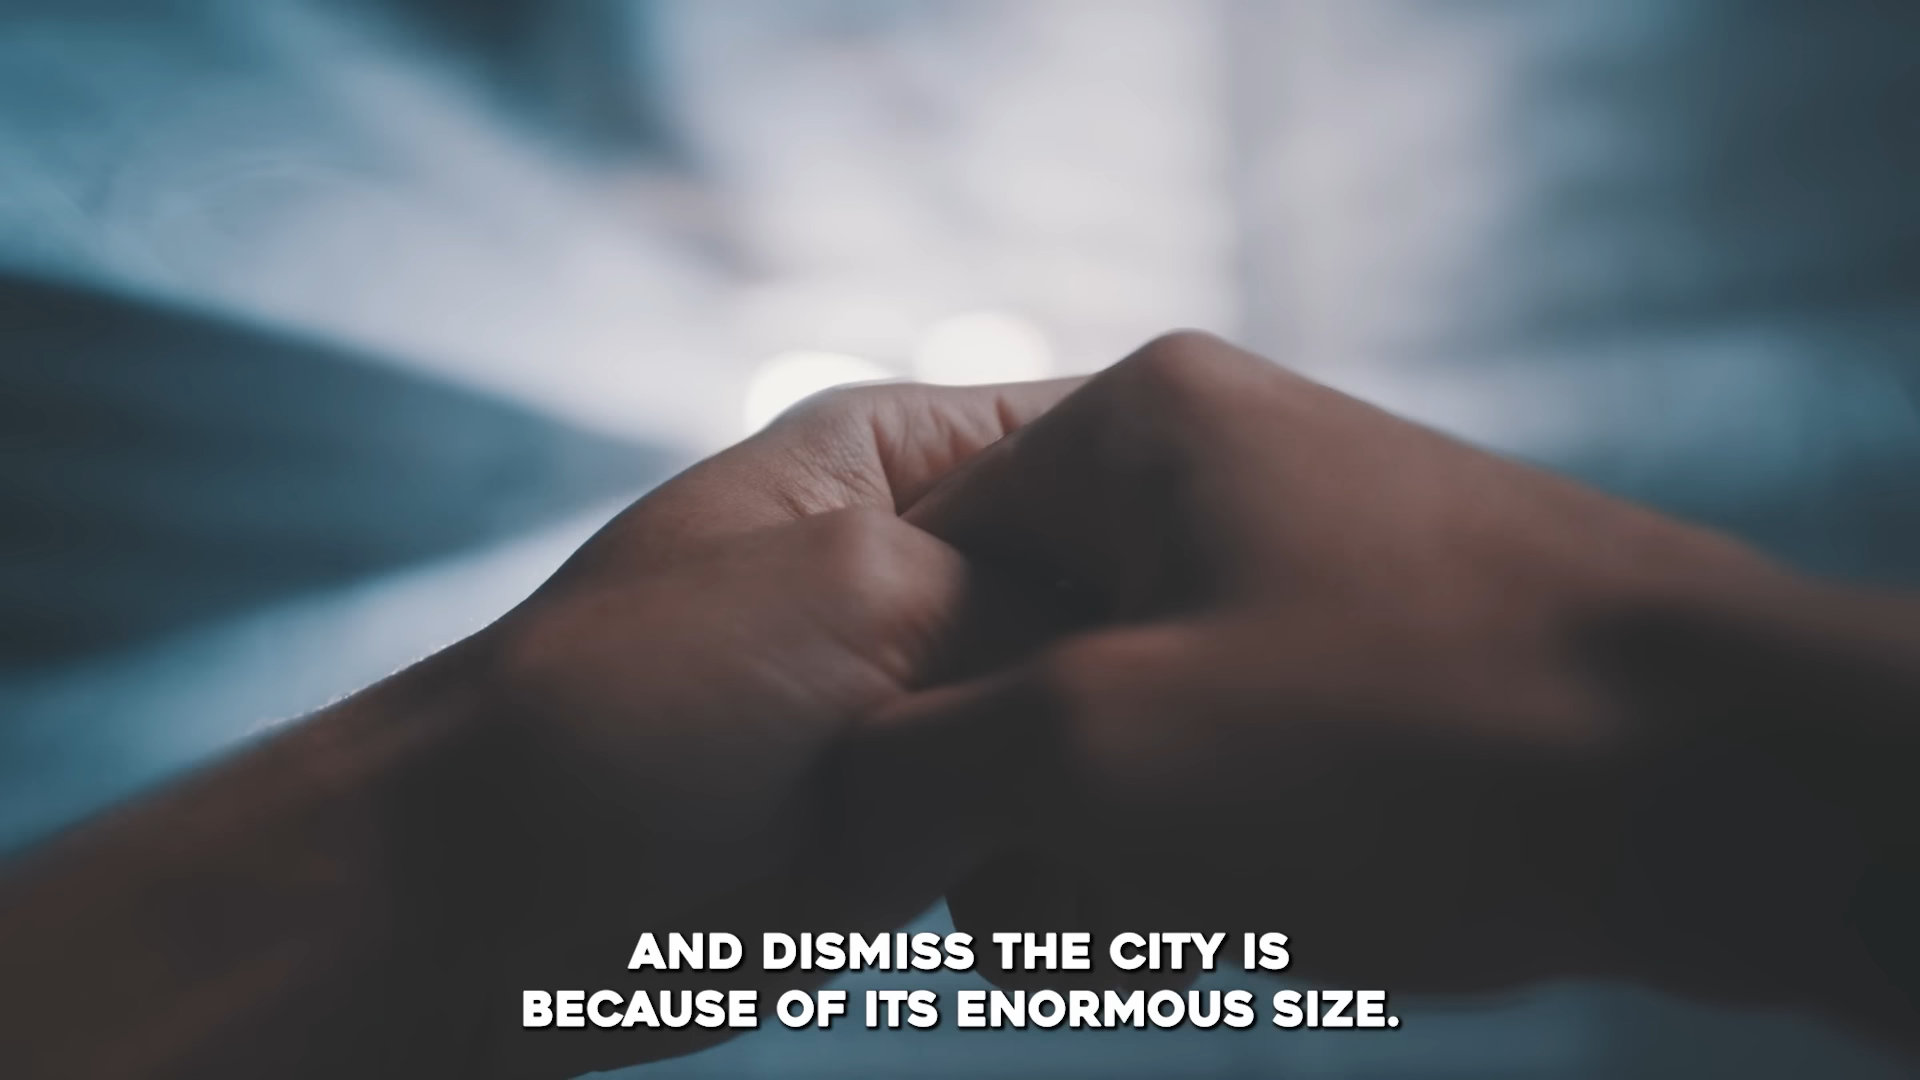 AND DISMISS THE CITY IS
BECAUSE OF ITS ENORMOUS SIZE.